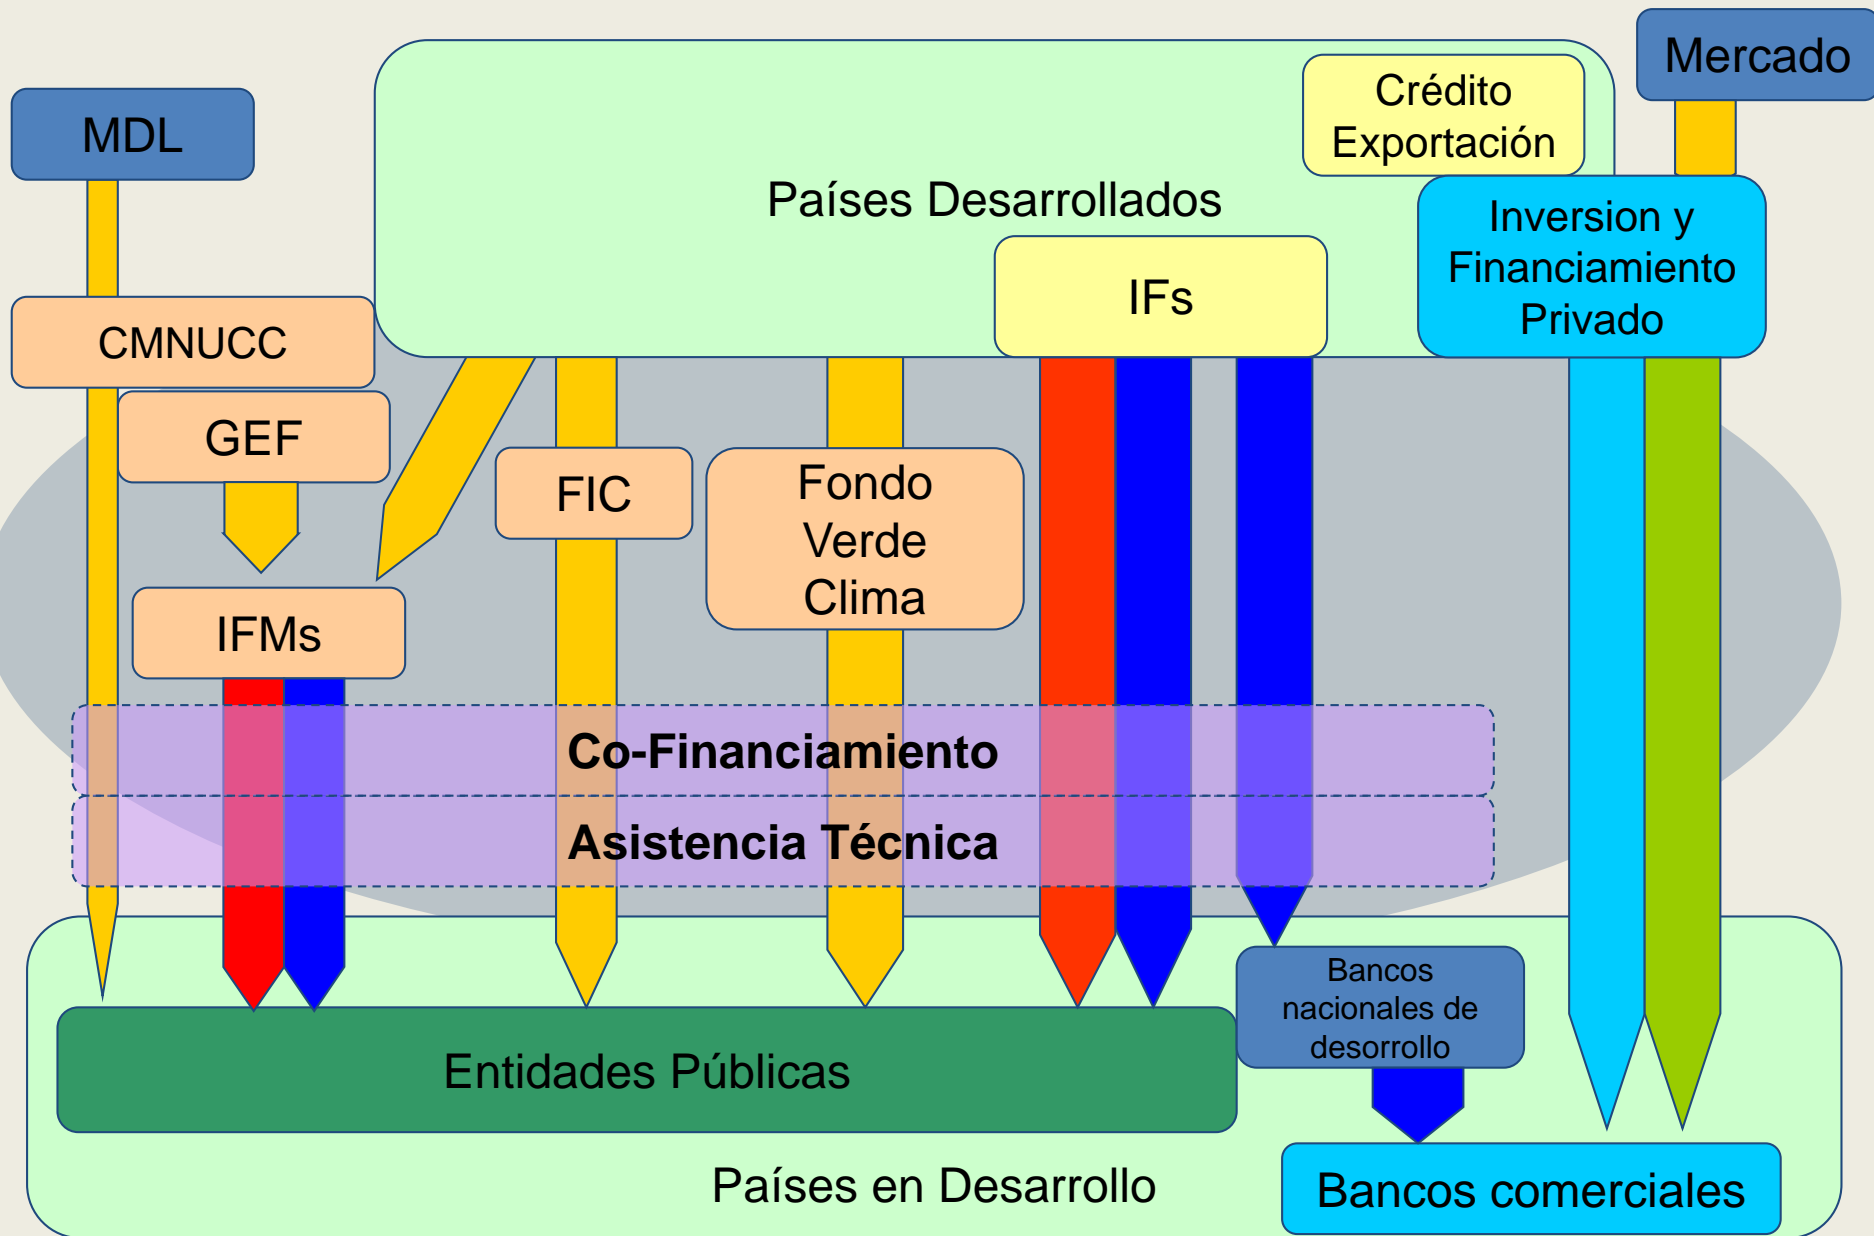 Mercado
Crédito
Exportación
MDL
Países Desarrollados
Inversion y
Financiamiento
Privado
IFs
CMNUCC
GEF
FIC
Fondo
Verde
Clima
IFMs
Co-Financiamiento
Asistencia Técnica
Bancos
nacionales de
desorrollo
Entidades Públicas
Países en Desarrollo
Bancos comerciales